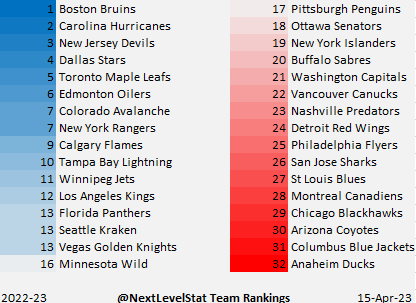 1 Boston Bruins
2 Carolina Hurricanes
3 New Jersey Devils
4 Dallas Stars
5 Toronto Maple Leafs
6 Edmonton Oilers
7 Colorado Avalanche
7 New York Rangers
9 Calgary Flames
10 Tampa Bay Lightning
11 Winnipeg Jets
12 Los Angeles Kings
13 Florida Panthers
13 Seattle Kraken
13 Vegas Golden Knights
16 Minnesota Wild
17 Pittsburgh Penguins
18 Ottawa Senators
19 New York Islanders
20 Buffalo Sabres
21 Washington Capitals
22 Vancouver Canucks
23 Nashville Predators
24 Detroit Red Wings
25 Philadelphia Flyers
26 San Jose Sharks
27 St Louis Blues
28 Montreal Canadiens
29 Chicago Blackhawks
30 Arizona Coyotes
31 Columbus Blue Jackets
32 Anaheim Ducks
2022-23 @NextLevelStat Team Rankings 15-Apr-23